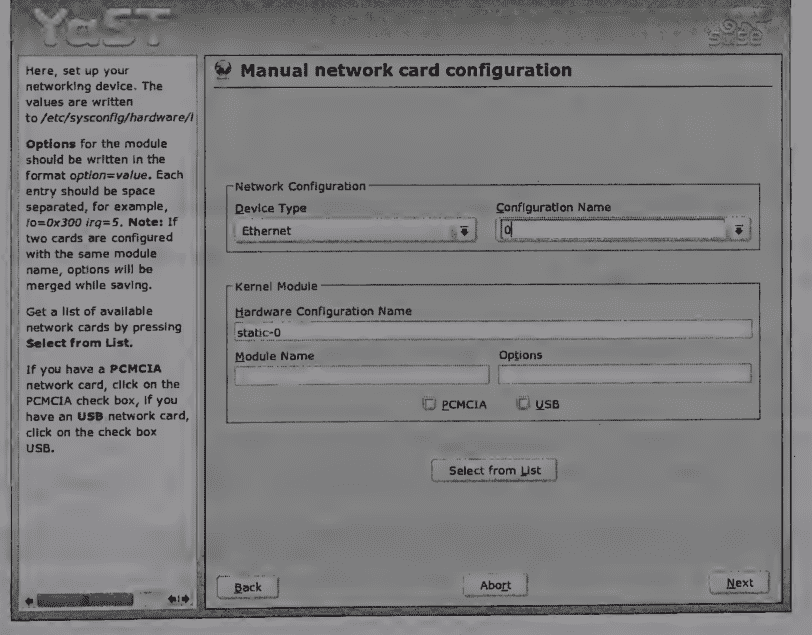 YaST
SuSE
Here, set up your
networking device. The
values are written
to /etc/sysconfig/hardware/
Options for the module
should be written in the
format option=value. Each
entry should be space
separated, for example,
io=0x300 irq=5. Note: If
two cards are configured
with the same module
name, options will be
merged while saving.
Get a list of available
network cards by pressing
Select from List.
If you have a PCMCIA
network card, click on the
PCMCIA check box, if you
have an USB network card,
click on the check box
USB.
Manual network card configuration
Network Configuration
Device Type
Configuration Name
Ethernet
0
Kernel Module
Hardware Configuration Name
static-0
Module Name
Options
PCMCIA
USB
Select from List
Back
Abort
Next